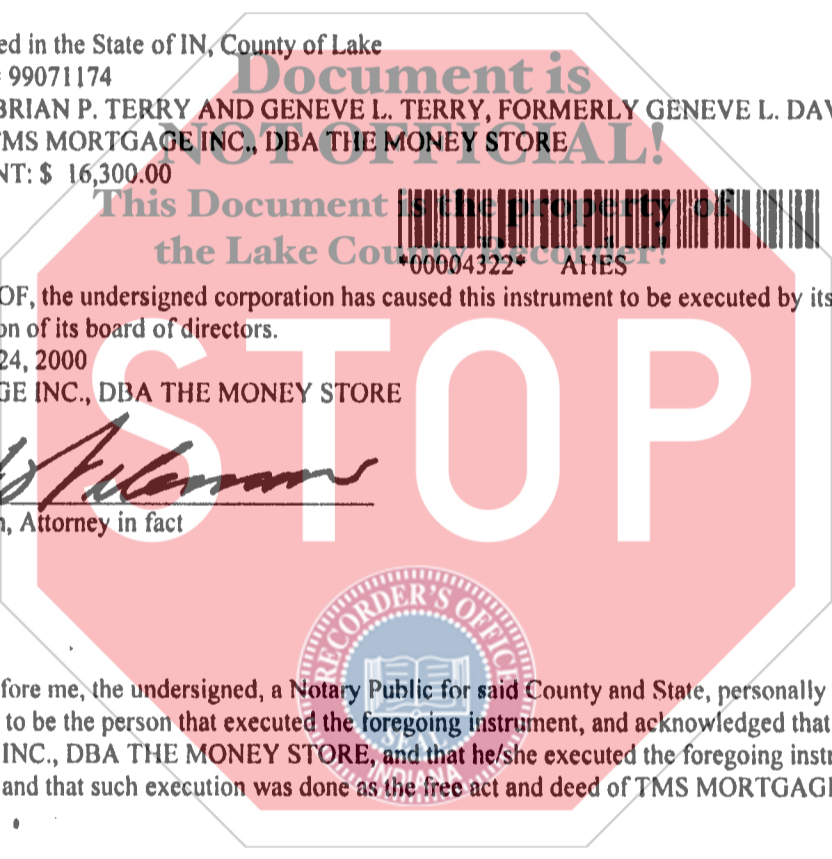 ed in the State of IN, County of Lake
Document is
99071174
BRIAN P. TERRY AND GENEVE L. TERRY, FORMERLY GENEVE L. DAV
NOT OFFICIAL!
TMS MORTGAGE INC., DBA THE MONEY STORE
NT: $ 16,300.00
This Document is the property of
the Lake County Recorder!
*00004322* AHES
OF, the undersigned corporation has caused this instrument to be executed by its
on of its board of directors.
24, 2000
GE INC., DBA THE MONEY STORE
STOP
n, Attorney in fact
RECORDER'S OFFICE
fore me, the undersigned, a Notary Public for said County and State, personally
to be the person that executed the foregoing instrument, and acknowledged that
SEAL
INC., DBA THE MONEY STORE, and that he/she executed the foregoing instr
INDIANA
and that such execution was done as the free act and deed of TMS MORTGAGE